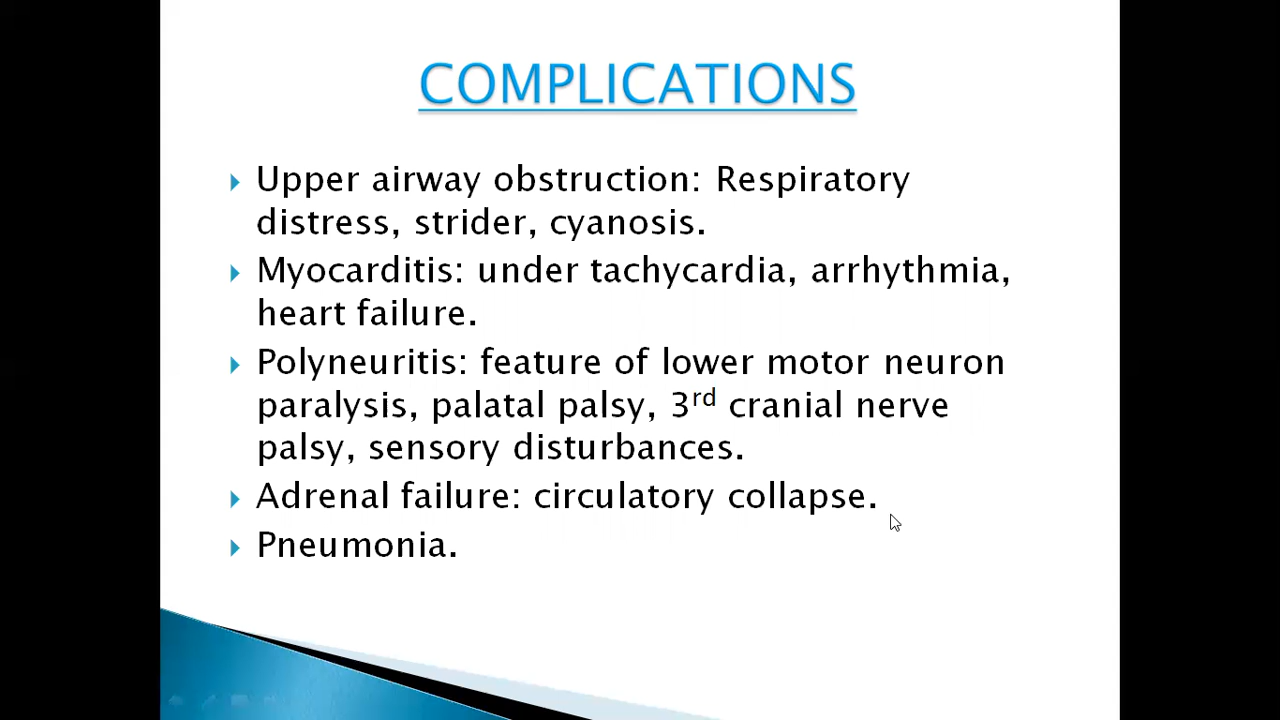 COMPLICATIONS
Upper airway obstruction: Respiratory
distress, strider, cyanosis.
Myocarditis: under tachycardia, arrhythmia,
heart failure.
Polyneuritis: feature of lower motor neuron
paralysis, palatal palsy, 3rd cranial nerve
palsy, sensory disturbances.
Adrenal failure: circulatory collapse.
Pneumonia.